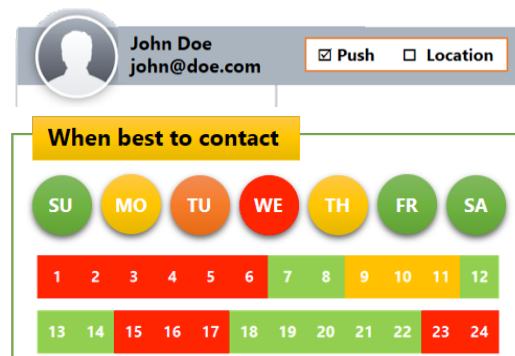 John Doe
john@doe.com
☑ Push ☐ Location
When best to contact
SU MO TU WE TH FR SA
1 2 3 4 5 6 7 8 9 10 11 12
13 14 15 16 17 18 19 20 21 22 23 24